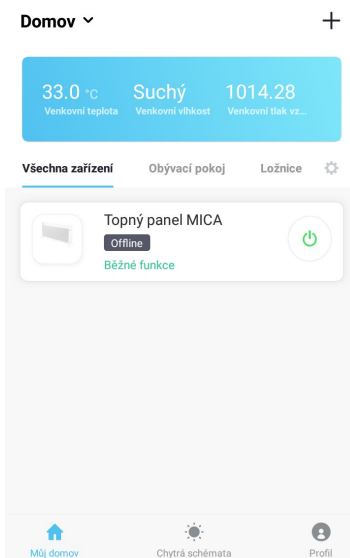 Domov
33.0 °C Suchý 1014.28
Venkovní teplota Venkovní vlhkost Venkovní tlak vz...
Všechna zařízení Obývací pokoj Ložnice
Topný panel MICA
Offline
Běžné funkce
Můj domov Chytrá schémata Profil